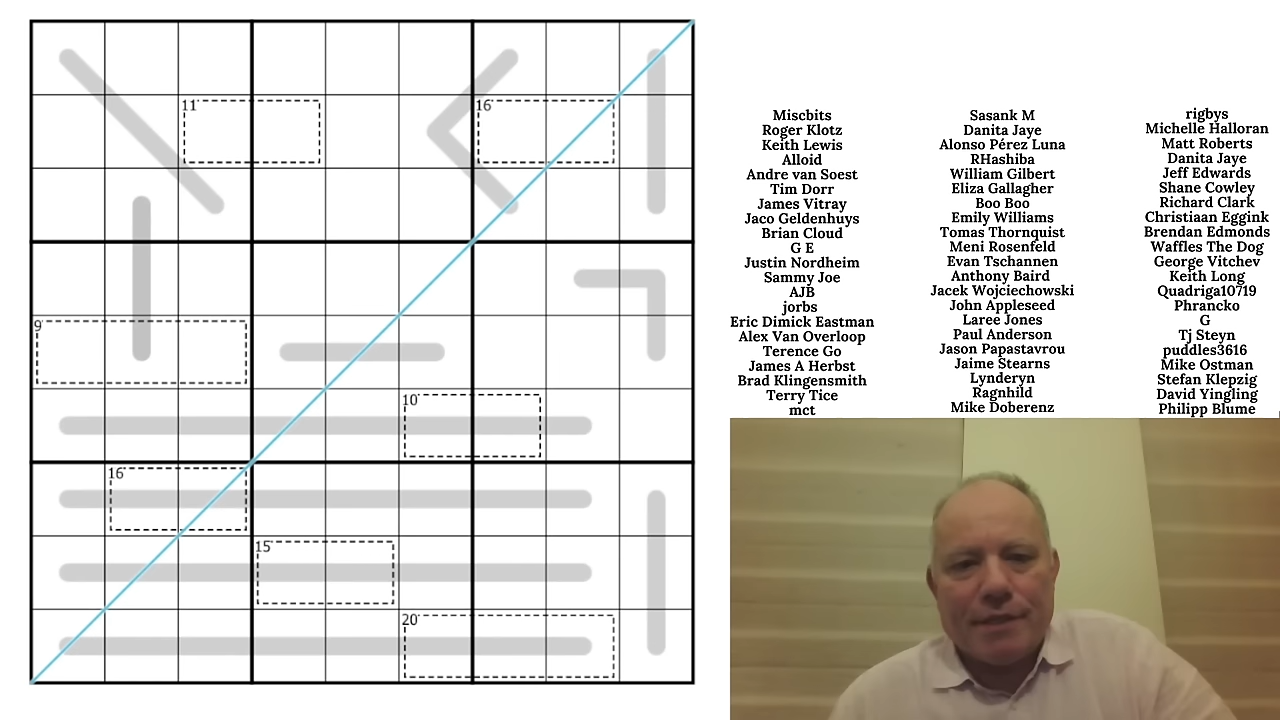 11
16
9
10
16
15
20
Miscbits
Roger Klotz
Keith Lewis
Alloid
Andre van Soest
Tim Dorr
James Vitray
Jaco Geldenhuys
Brian Cloud
G E
Justin Nordheim
Sammy Joe
AJB
jorbs
Eric Dimick Eastman
Alex Van Overloop
Terence Go
James A Herbst
Brad Klingensmith
Terry Tice
mct
Sasank M
Danita Jaye
Alonso Pérez Luna
RHashiba
William Gilbert
Eliza Gallagher
Boo Boo
Emily Williams
Tomas Thornquist
Meni Rosenfeld
Evan Tschannen
Anthony Baird
Jacek Wojciechowski
John Appleseed
Laree Jones
Paul Anderson
Jason Papastavrou
Jaime Stearns
Lynderyn
Ragnhild
Mike Doberenz
rigbys
Michelle Halloran
Matt Roberts
Danita Jaye
Jeff Edwards
Shane Cowley
Richard Clark
Christiaan Eggink
Brendan Edmonds
Waffles The Dog
George Vitchev
Keith Long
Quadriga10719
Phrancko
G
Tj Steyn
puddles3616
Mike Ostman
Stefan Klepzig
David Yingling
Philipp Blume